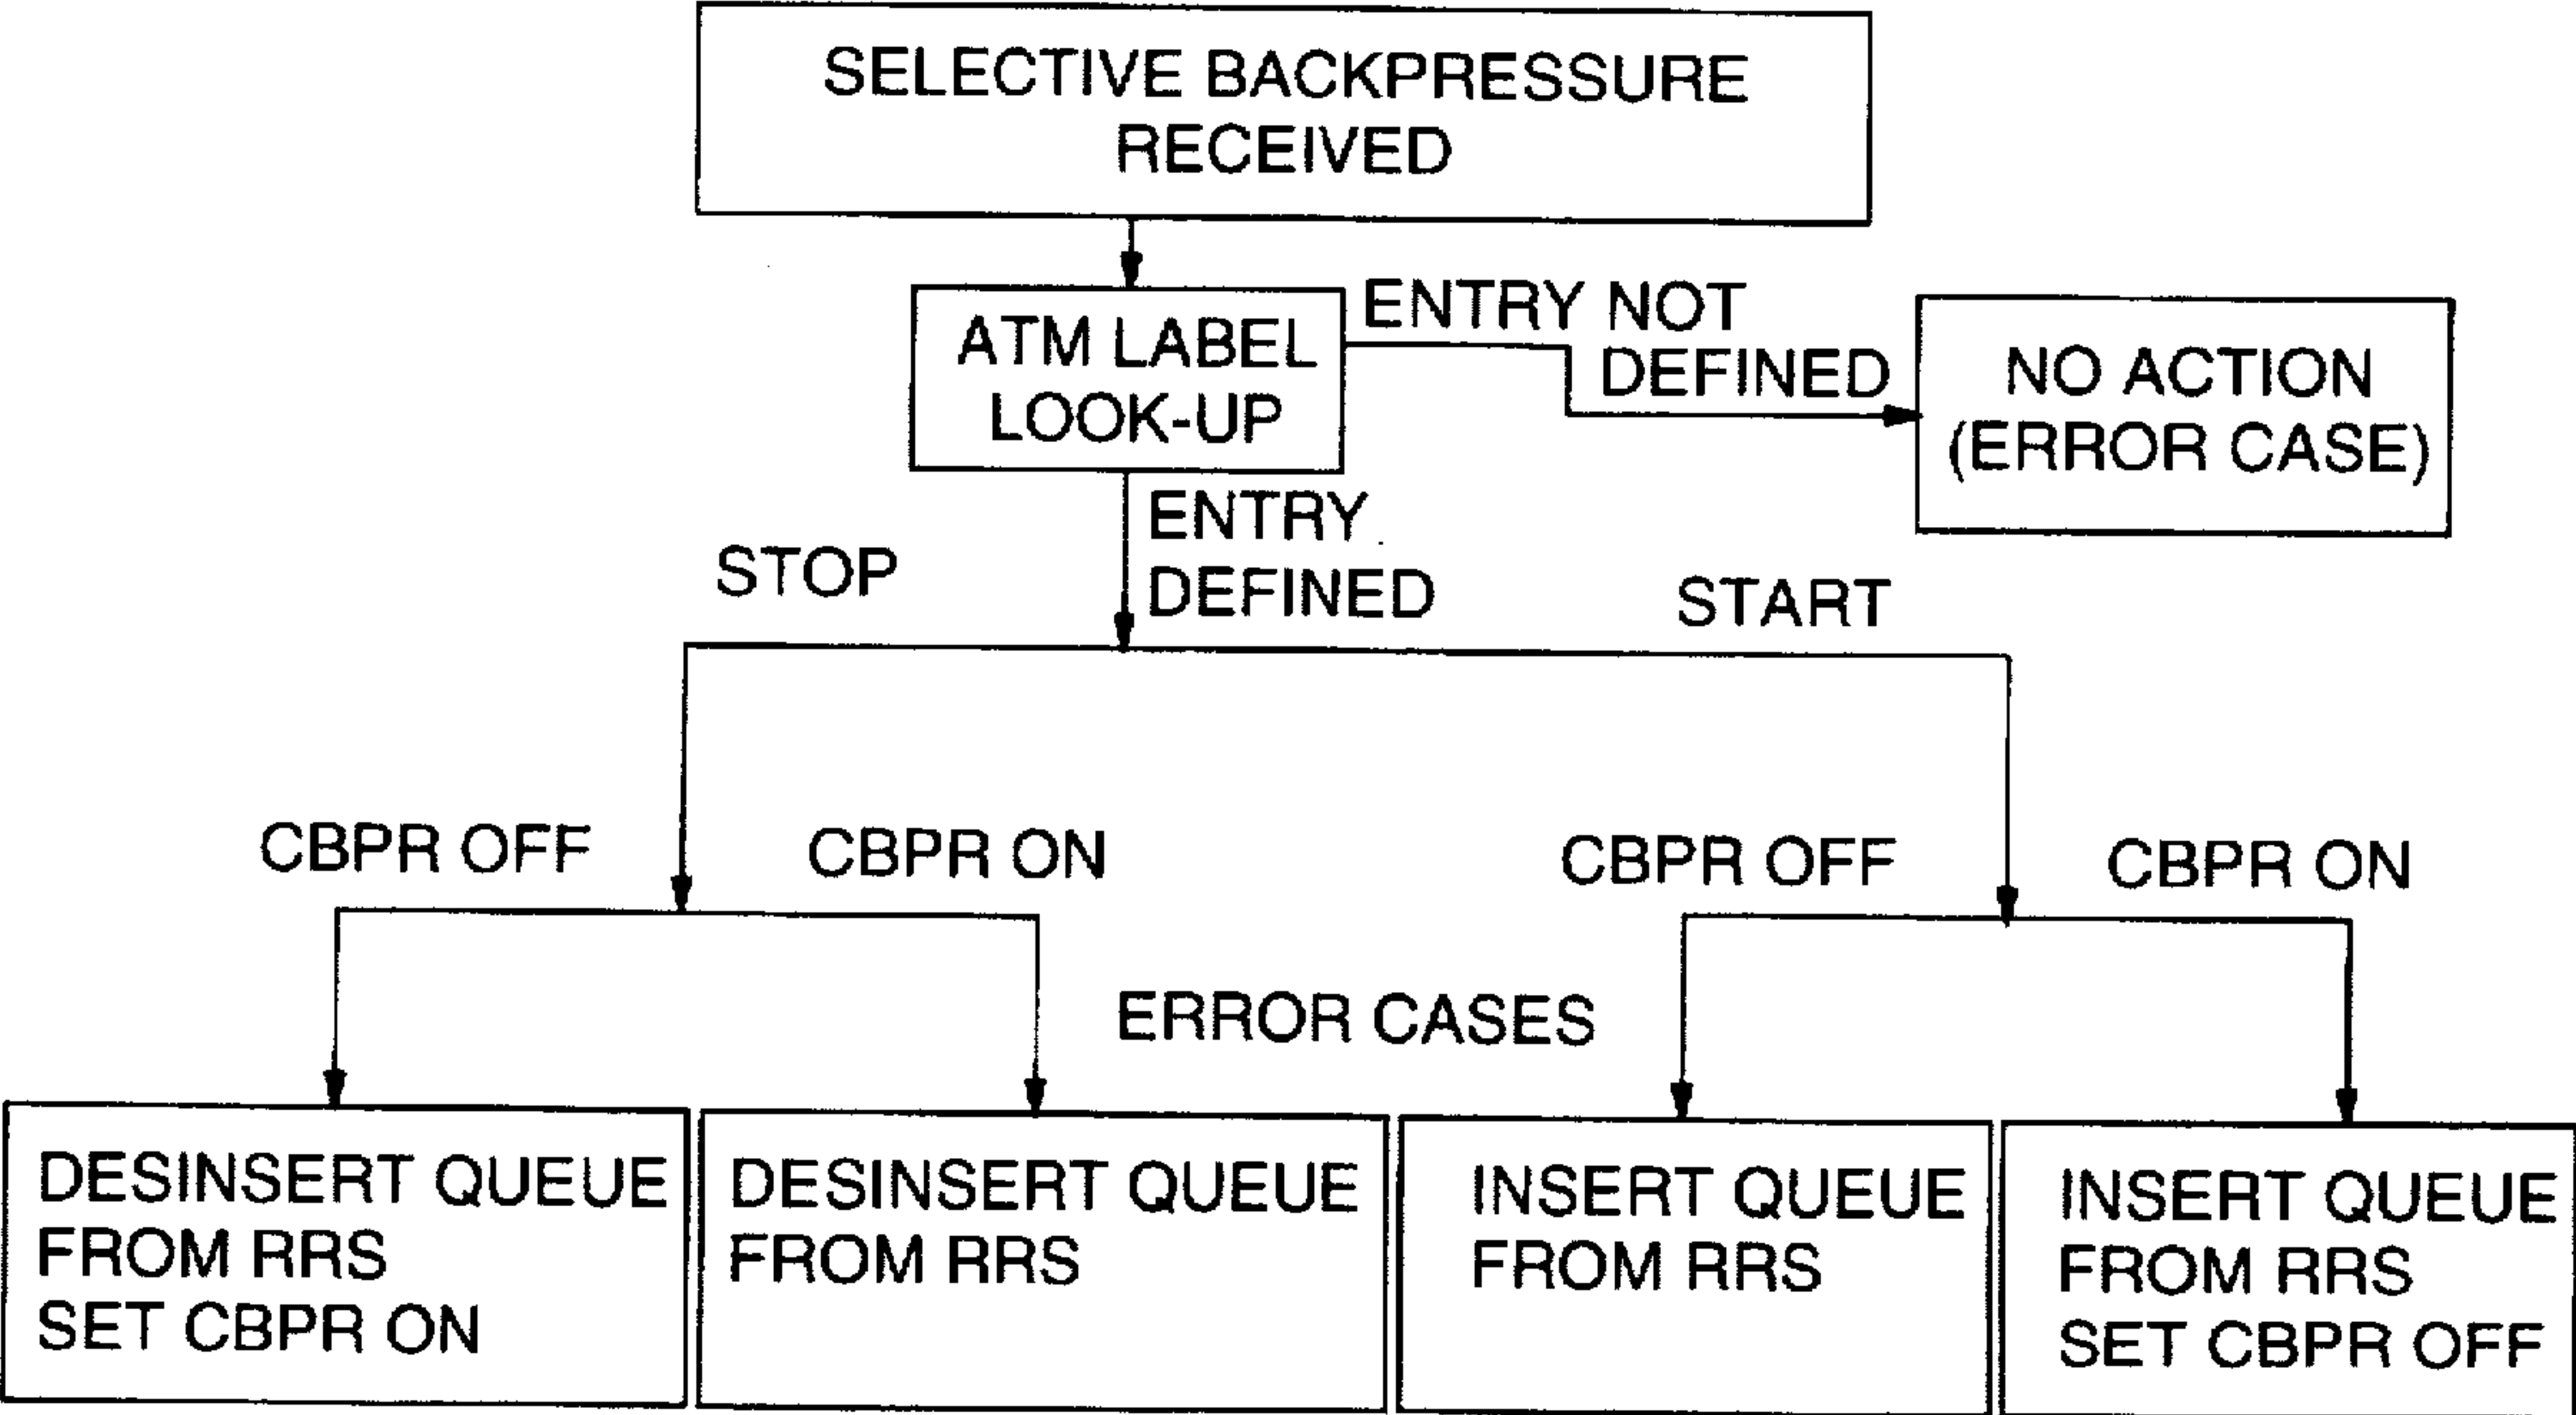 SELECTIVE BACKPRESSURE
RECEIVED
ATM LABEL
LOOK-UP
ENTRY NOT
DEFINED
NO ACTION
(ERROR CASE)
ENTRY
DEFINED
STOP
START
CBPR OFF
CBPR ON
CBPR OFF
CBPR ON
ERROR CASES
DESINSERT QUEUE
FROM RRS
SET CBPR ON
DESINSERT QUEUE
FROM RRS
INSERT QUEUE
FROM RRS
INSERT QUEUE
FROM RRS
SET CBPR OFF